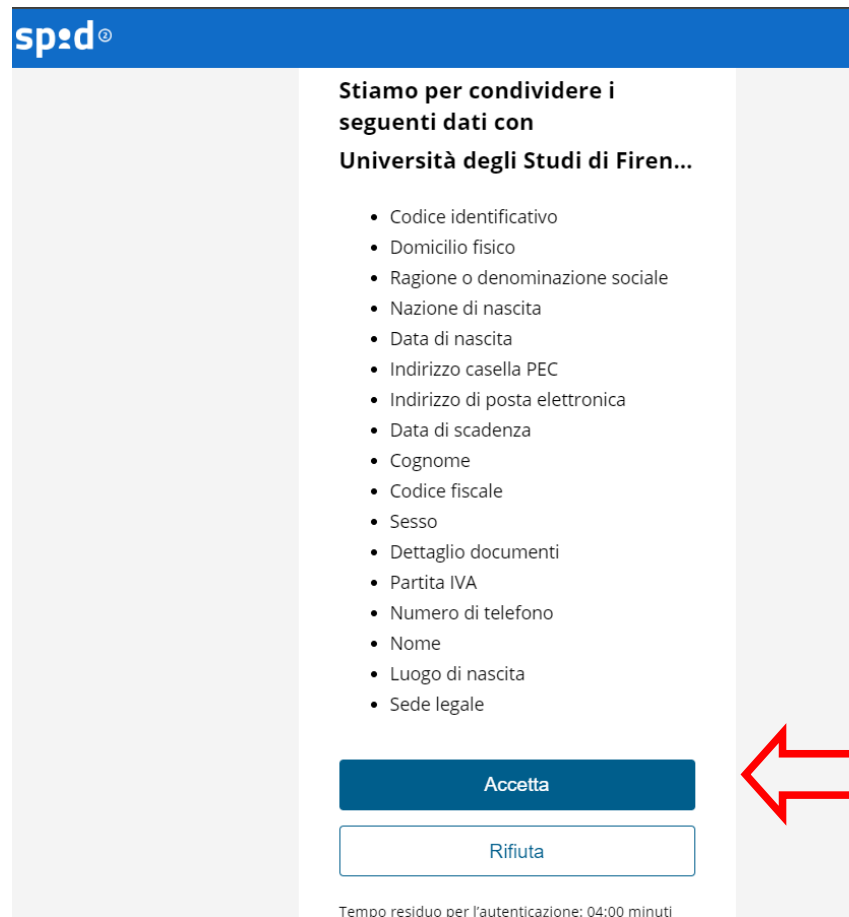 spid 2
Stiamo per condividere i
seguenti dati con
Università degli Studi di Firen...
• Codice identificativo
• Domicilio fisico
• Ragione o denominazione sociale
• Nazione di nascita
• Data di nascita
• Indirizzo casella PEC
• Indirizzo di posta elettronica
• Data di scadenza
• Cognome
• Codice fiscale
• Sesso
• Dettaglio documenti
• Partita IVA
• Numero di telefono
• Nome
• Luogo di nascita
• Sede legale
Accetta
Rifiuta
Tempo residuo per l'autenticazione: 04:00 minuti